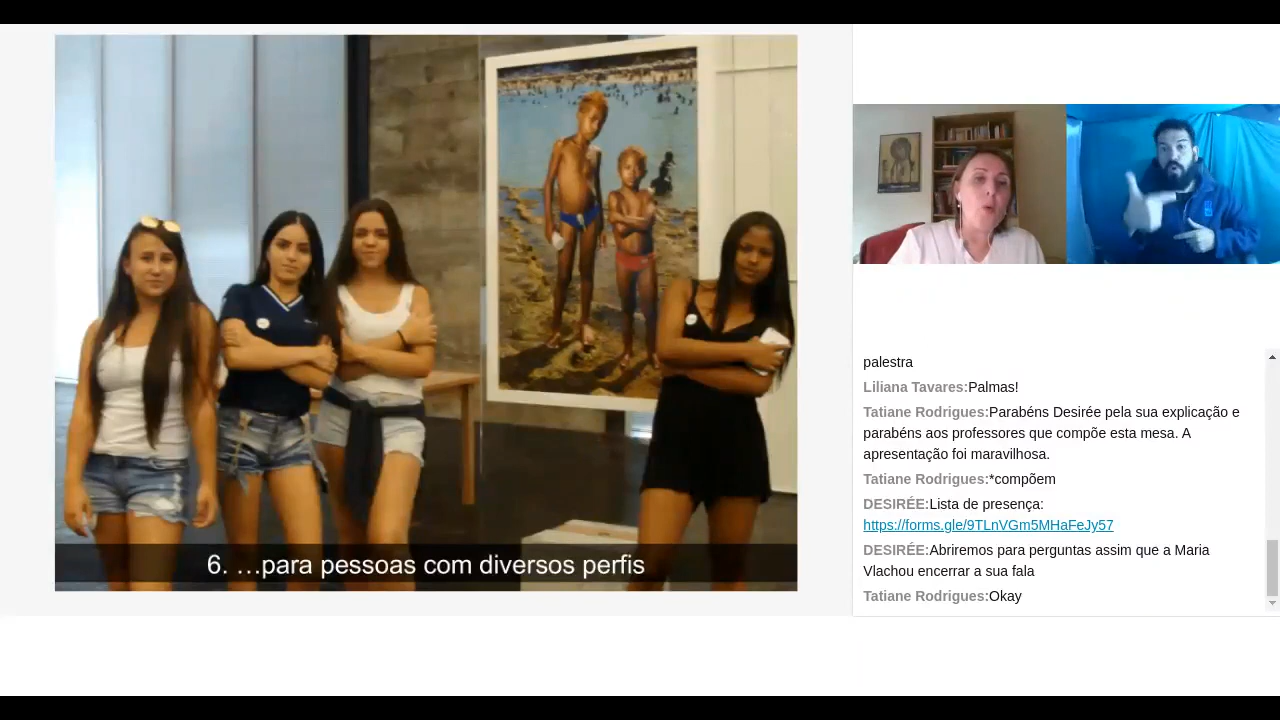 6. …para pessoas com diversos perfis
palestra
Liliana Tavares:Palmas!
Tatiane Rodrigues:Parabéns Desirée pela sua explicação e
parabéns aos professores que compõe esta mesa. A
apresentação foi maravilhosa.
Tatiane Rodrigues:*compõem
DESIRÉE:Lista de presença:
https://forms.gle/9TLnVGm5MHaFeJy57
DESIRÉE:Abriremos para perguntas assim que a Maria
Vlachou encerrar a sua fala
Tatiane Rodrigues:Okay